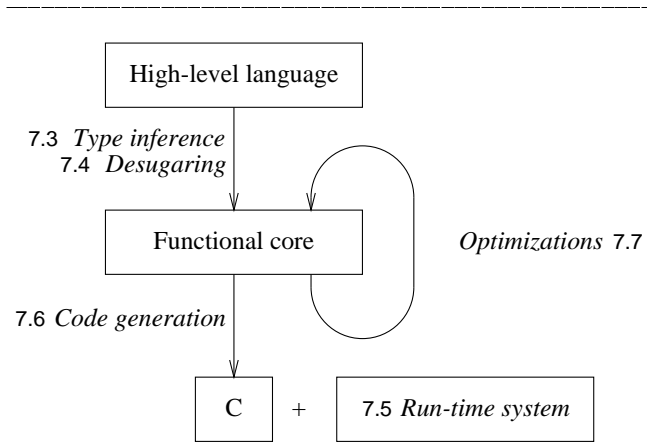 High-level language
7.3 Type inference
7.4 Desugaring
Functional core
Optimizations 7.7
7.6 Code generation
C + 7.5 Run-time system